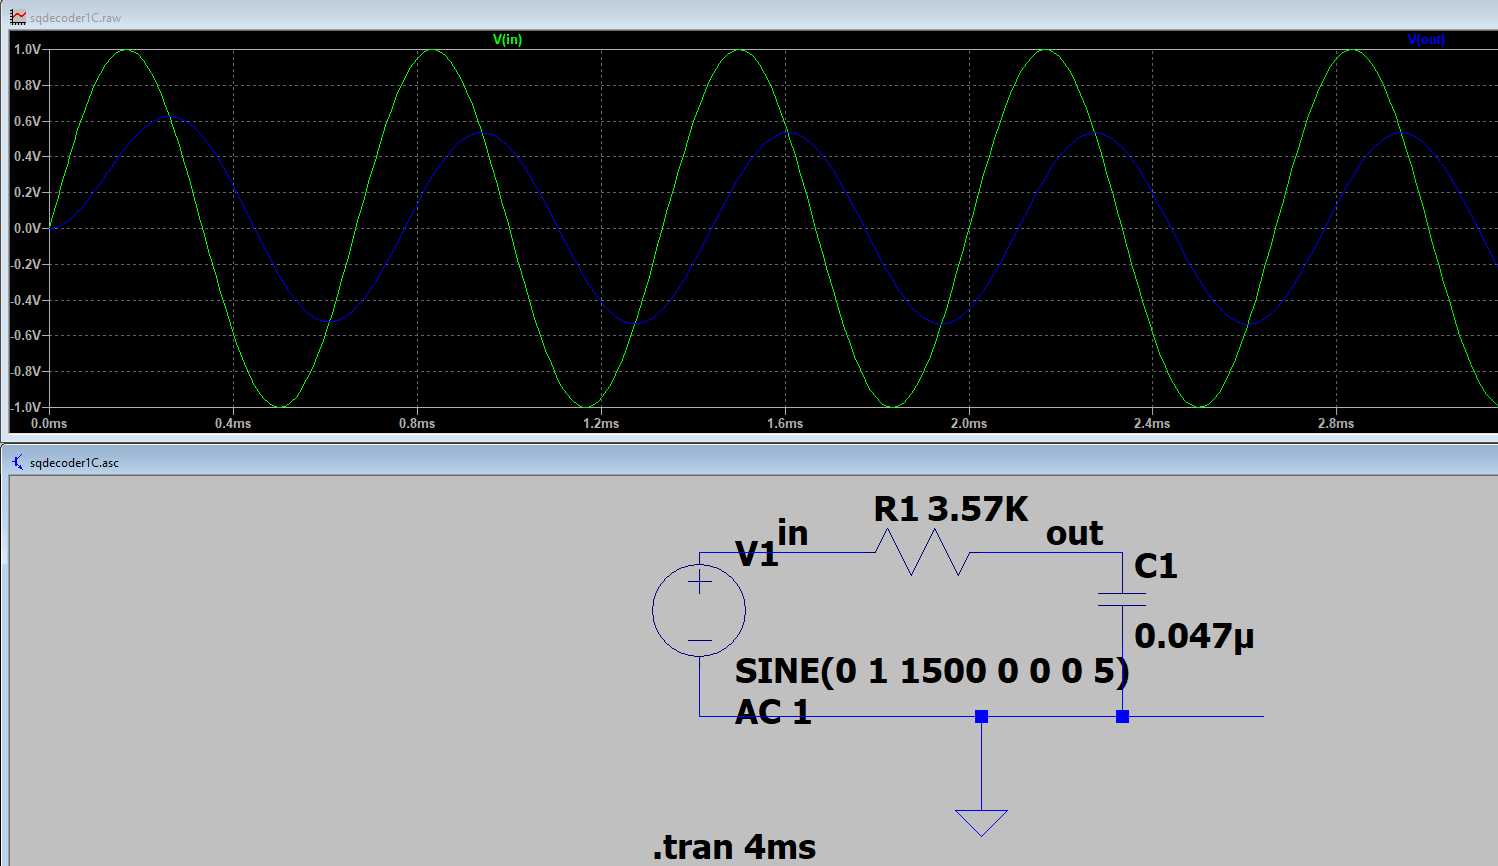 sqdecoder1C.raw
V(in) V(out)
1.0V
0.8V
0.6V
0.4V
0.2V
0.0V
-0.2V
-0.4V
-0.6V
-0.8V
-1.0V
0.0ms 0.4ms 0.8ms 1.2ms 1.6ms 2.0ms 2.4ms 2.8ms
sqdecoder1C.asc
R1 3.57K
in
out
V1
C1
0.047µ
SINE(0 1 1500 0 0 0 5)
AC 1
.tran 4ms